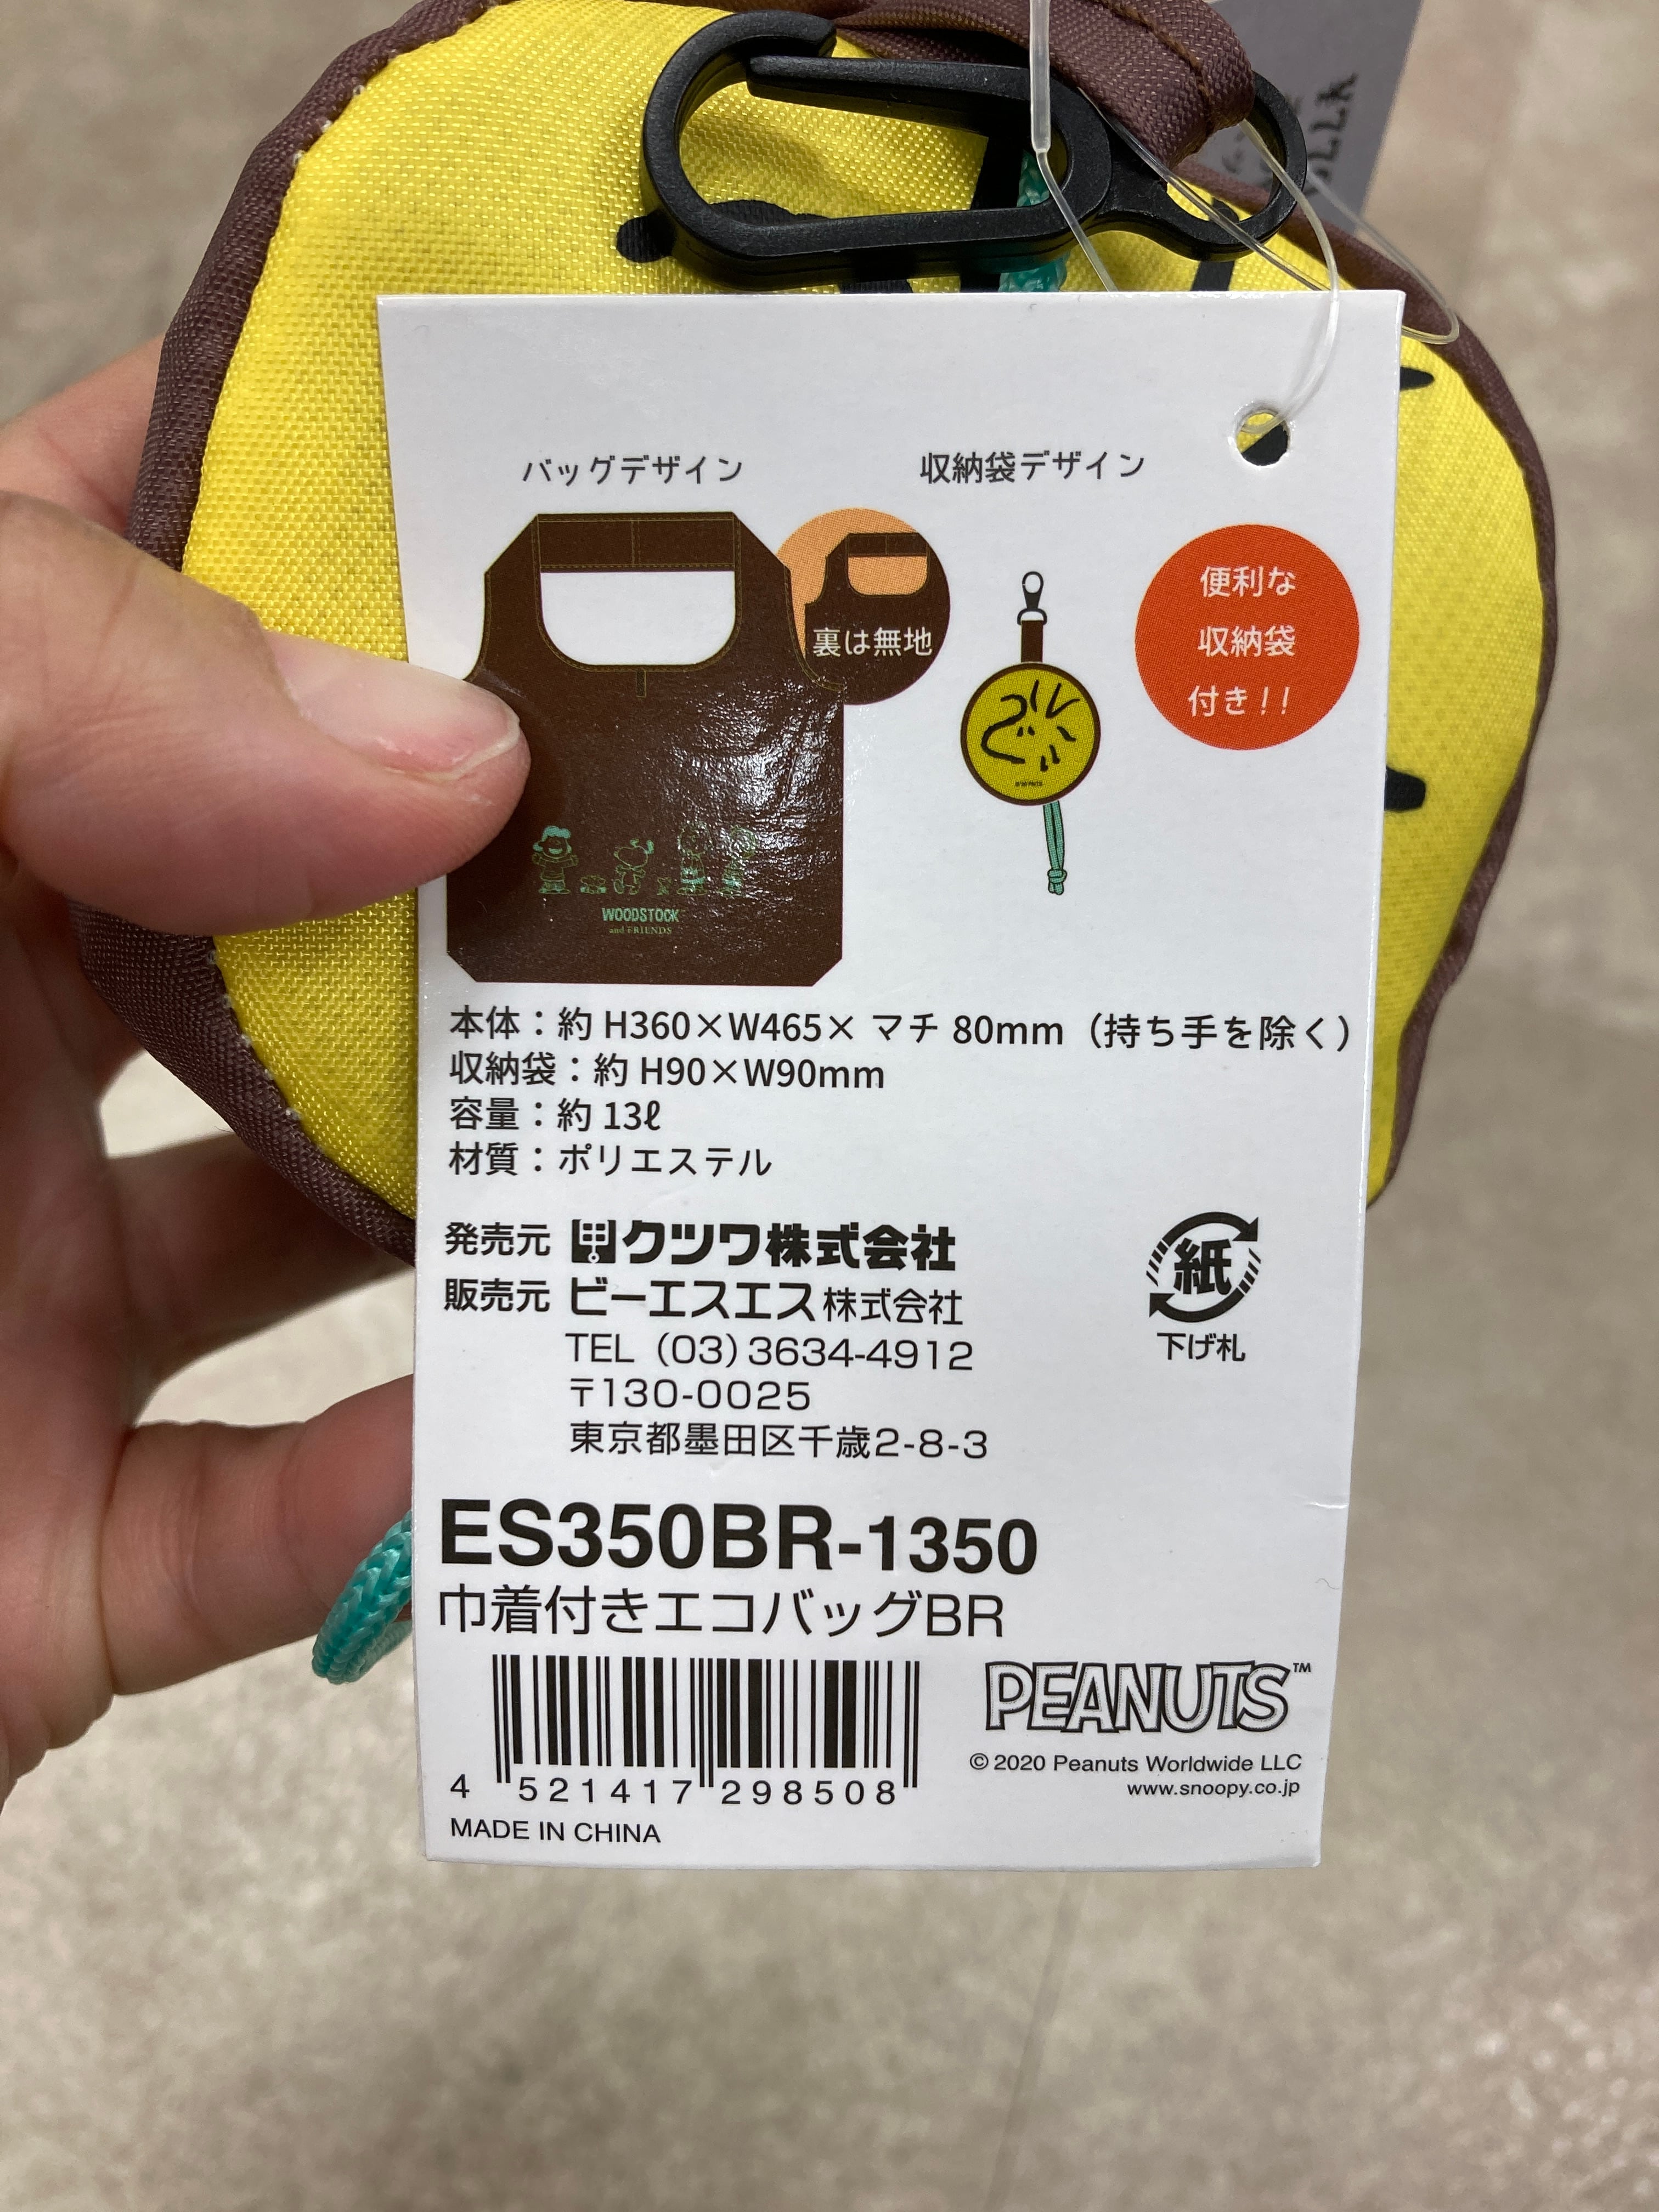 バッグデザイン
収納袋デザイン
裏は無地
便利な
収納袋
付き!!
WOODSTOCK
and FRIENDS
本体：約 H360×W465× マチ 80mm（持ち手を除く）
収納袋：約 H90×W90mm
容量：約 13ℓ
材質：ポリエステル
発売元 クツワ株式会社
販売元 ビーエスエス株式会社
TEL (03) 3634-4912
〒130-0025
東京都墨田区千歳2-8-3
紙
下げ札
ES350BR-1350
巾着付きエコバッグBR
4 521417 298508
MADE IN CHINA
PEANUTS™
© 2020 Peanuts Worldwide LLC
www.snoopy.co.jp